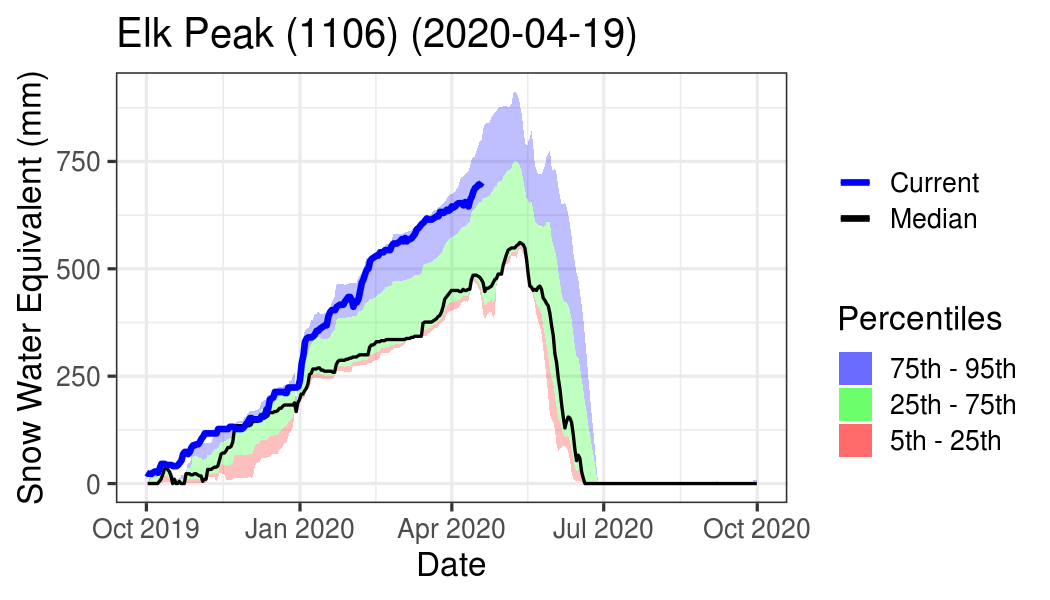 Elk Peak (1106) (2020-04-19)
Snow Water Equivalent (mm)
750
500
250
0
Oct 2019
Jan 2020
Apr 2020
Jul 2020
Oct 2020
Date
Current
Median
Percentiles
75th - 95th
25th - 75th
5th - 25th